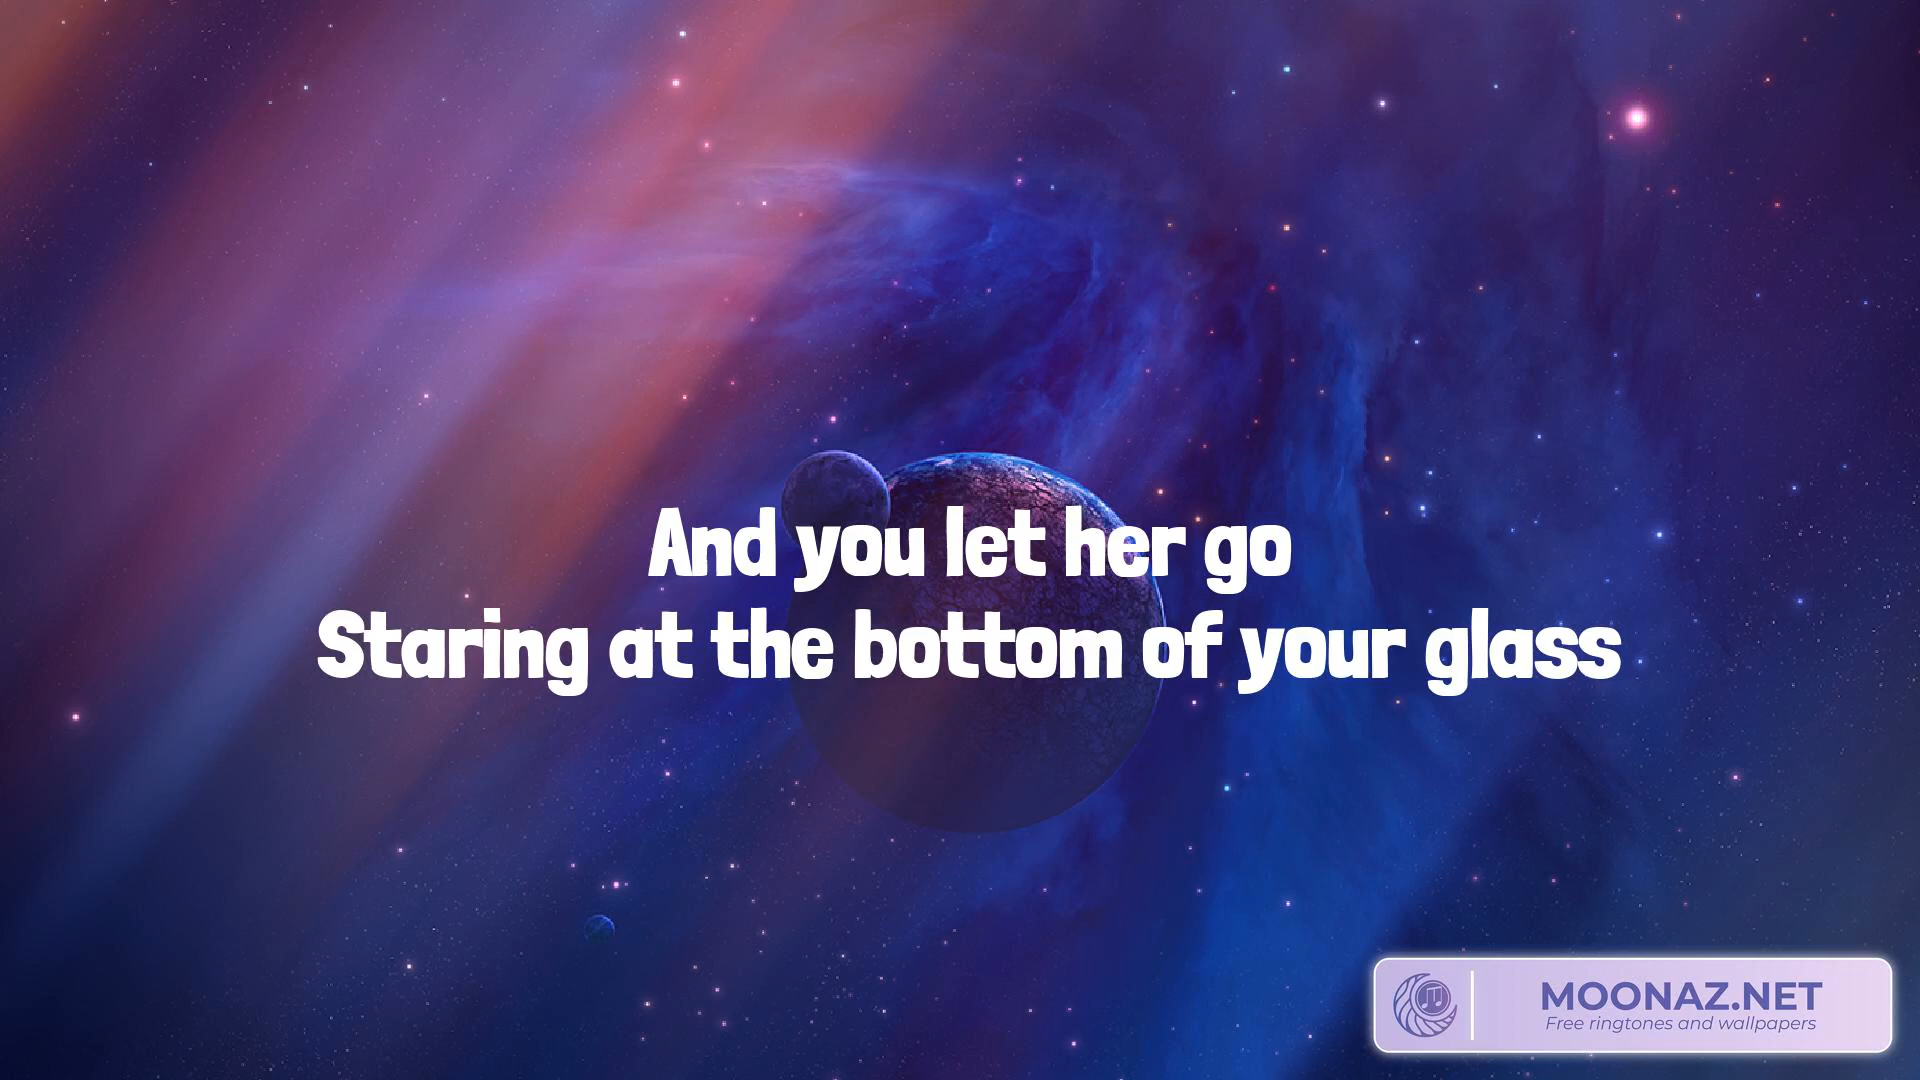 And you let her go
Staring at the bottom of your glass
MOONAZ.NET
Free ringtones and wallpapers